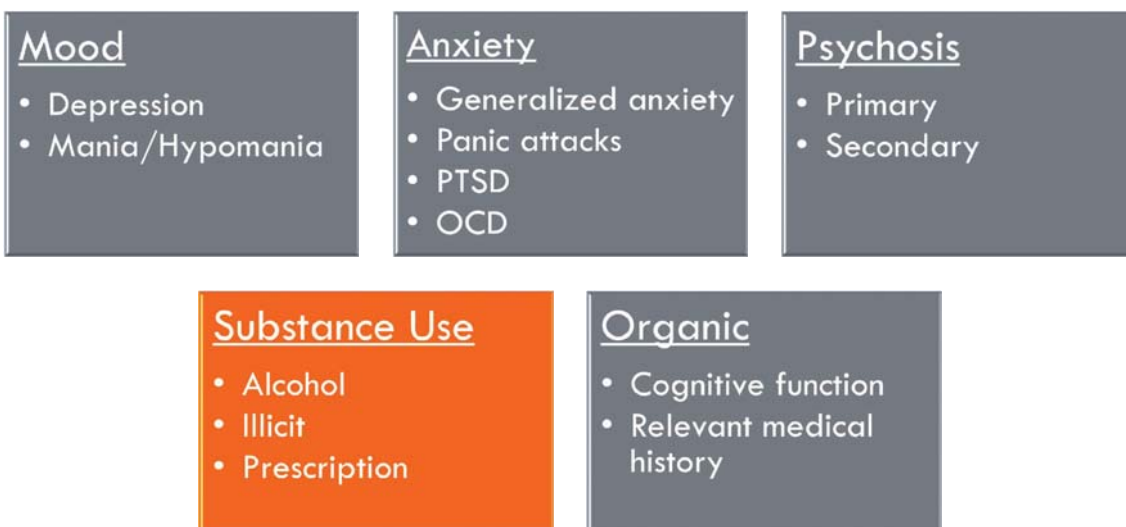 Mood
• Depression
• Mania/Hypomania
Anxiety
• Generalized anxiety
• Panic attacks
• PTSD
• OCD
Psychosis
• Primary
• Secondary
Substance Use
• Alcohol
• Illicit
• Prescription
Organic
• Cognitive function
• Relevant medical
history